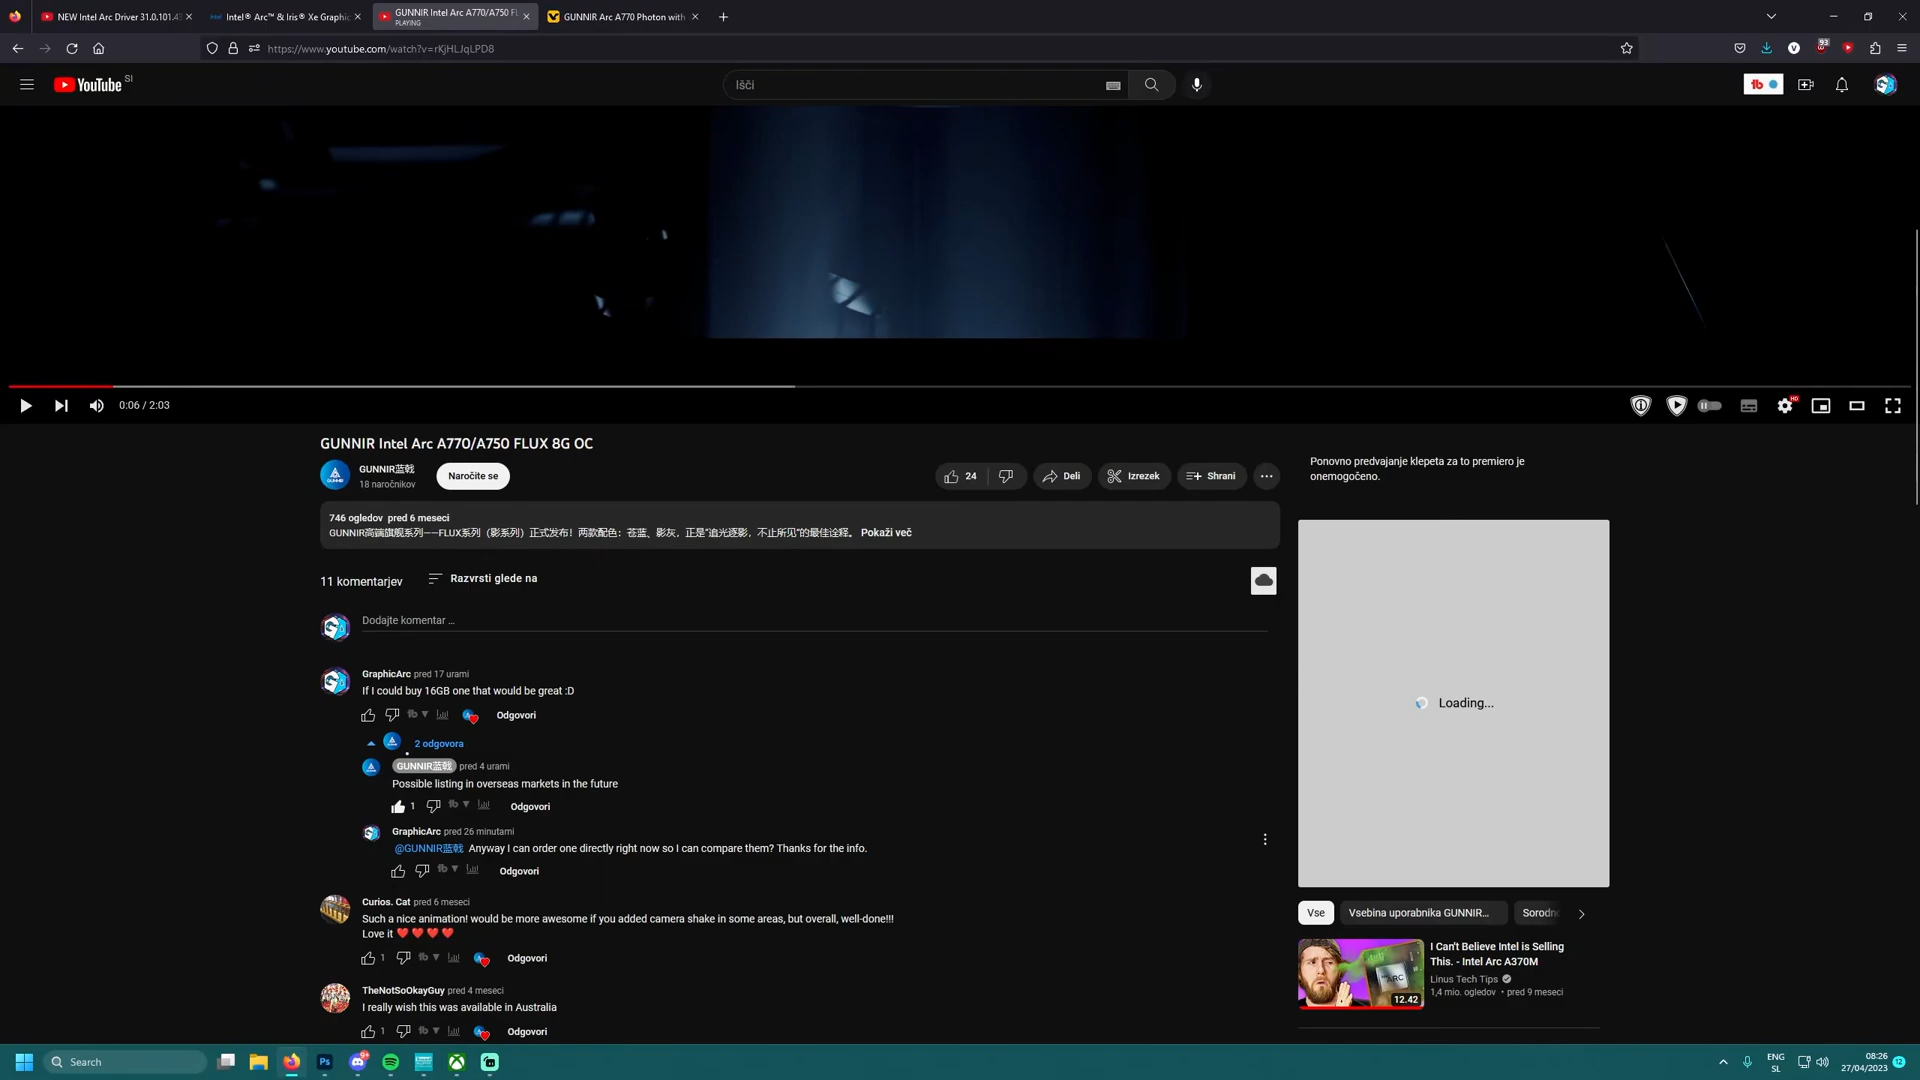 NEW Intel Arc Driver 31.0.101.43
Intel® Arc™ & Iris® Xe Graphic
GUNNIR Intel Arc A770/A750 FL
PLAYING
GUNNIR Arc A770 Photon with
https://www.youtube.com/watch?v=rKjHLJqLPD8
93
YouTube SI
Išči
tb
0:06 / 2:03
HD
GUNNIR Intel Arc A770/A750 FLUX 8G OC
GUNNIR蓝戟
18 naročnikov
Naročite se
24
Deli
Izrezek
Shrani
746 ogledov pred 6 meseci
GUNNIR高端旗舰系列——FLUX系列（影系列）正式发布！两款配色：苍蓝、影灰，正是“追光逐影，不止所见”的最佳诠释。 Pokaži več
11 komentarjev
Razvrsti glede na
Dodajte komentar ...
GraphicArc pred 17 urami
If I could buy 16GB one that would be great :D
tb
Odgovori
2 odgovora
GUNNIR蓝戟 pred 4 urami
Possible listing in overseas markets in the future
1
tb
Odgovori
GraphicArc pred 26 minutami
@GUNNIR蓝戟 Anyway I can order one directly right now so I can compare them? Thanks for the info.
tb
Odgovori
Curios. Cat pred 6 meseci
Such a nice animation! would be more awesome if you added camera shake in some areas, but overall, well-done!!!
Love it
1
tb
Odgovori
TheNotSoOkayGuy pred 4 meseci
I really wish this was available in Australia
1
tb
Odgovori
Ponovno predvajanje klepeta za to premiero je
onemogočeno.
Loading...
Vse
Vsebina uporabnika GUNNIR...
Sorodno
ARC
12.42
I Can't Believe Intel is Selling
This. - Intel Arc A370M
Linus Tech Tips
1,4 mio. ogledov • pred 9 meseci
Search
Ps
ENG
SL
08:26
27/04/2023
12